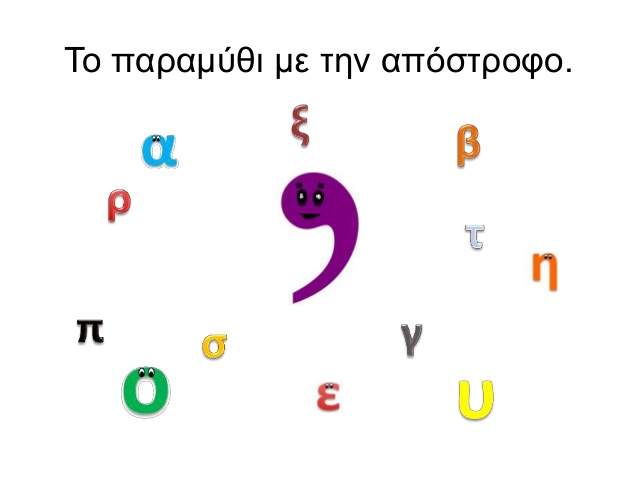 Το παραμύθι με την απόστροφο.
ξ
α
β
ρ
,
τ
η
π
σ
γ
ο
ε
υ